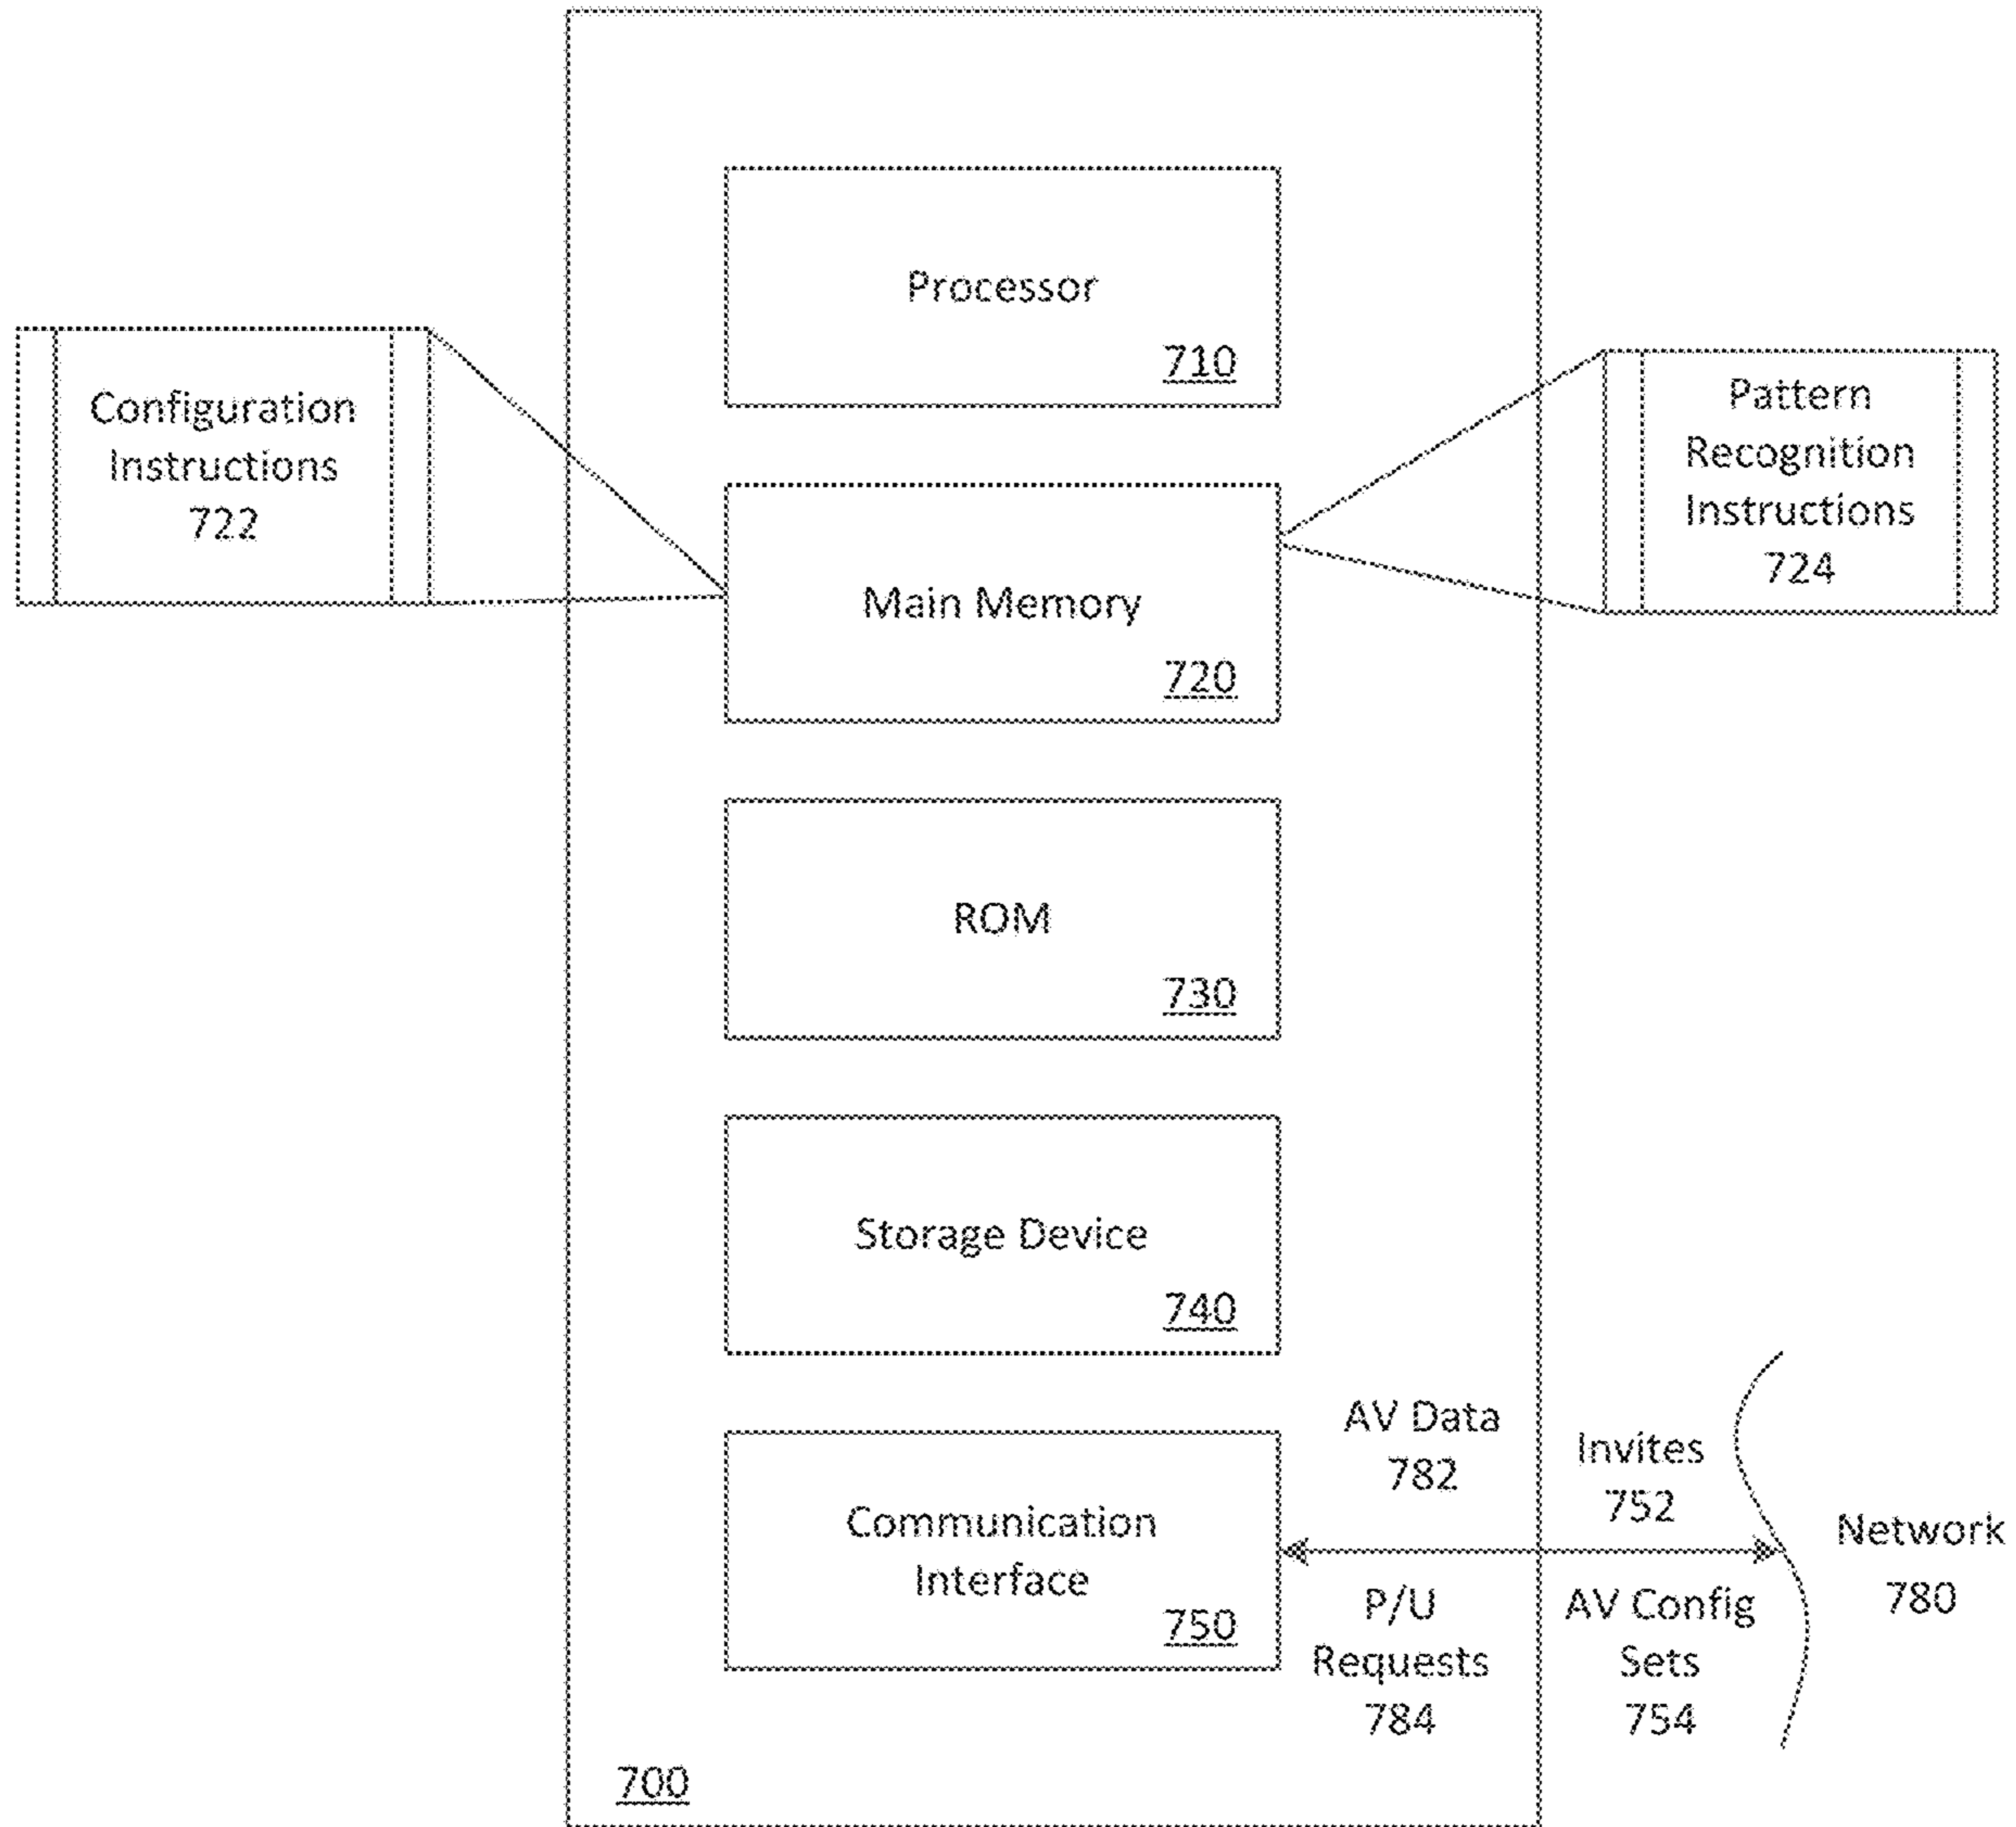 Processor
710
Configuration
Instructions
722
Pattern
Recognition
Instructions
724
Main Memory
720
ROM
730
Storage Device
740
AV Data
782
Invites
752
Communication
Interface
750
Network
780
P/U
Requests
784
AV Config
Sets
754
700